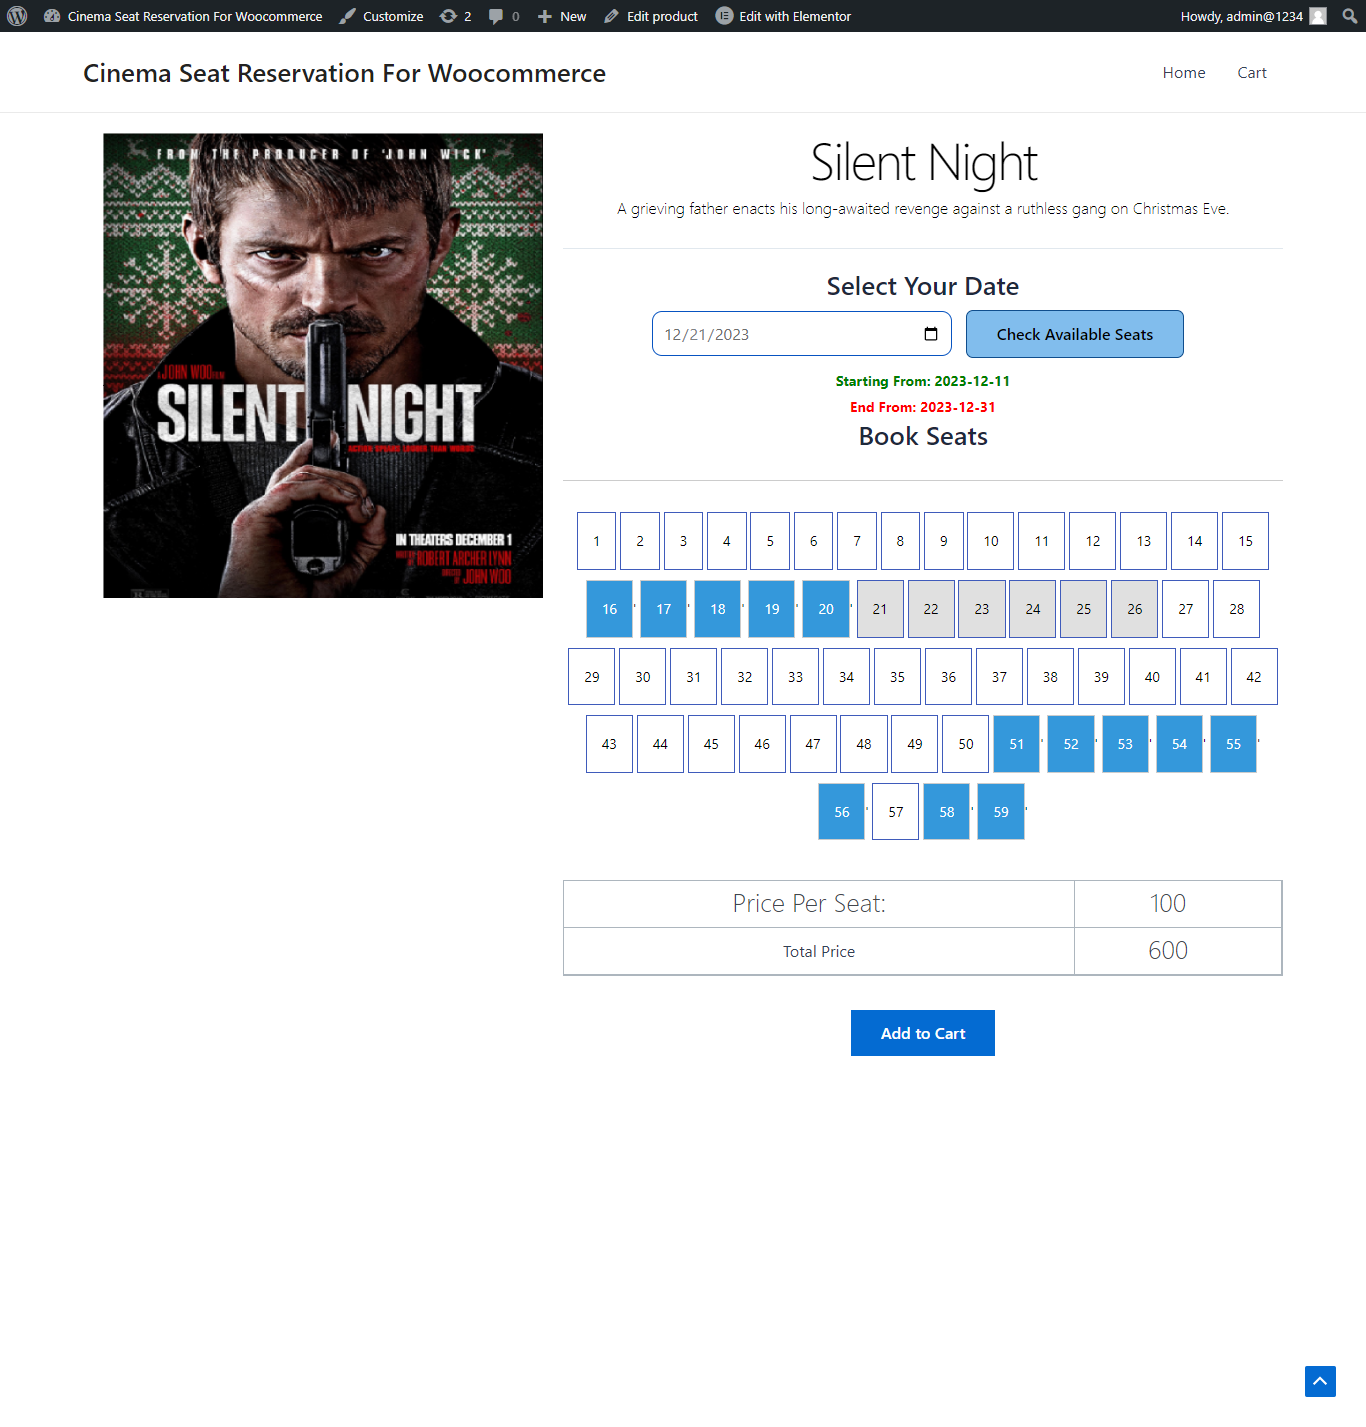 Cinema Seat Reservation For Woocommerce Customize 2 0 New Edit product Edit with Elementor Howdy, admin@1234
Cinema Seat Reservation For Woocommerce Home Cart
FROM THE PRODUCER OF 'JOHN WICK'
A JOHN WOO FILM
SILENT NIGHT
IN THEATERS DECEMBER 1
ROBERT ARCHER LYNN
JOHN WOO
Silent Night
A grieving father enacts his long-awaited revenge against a ruthless gang on Christmas Eve.
Select Your Date
12/21/2023 Check Available Seats
Starting From: 2023-12-11
End From: 2023-12-31
Book Seats
1 2 3 4 5 6 7 8 9 10 11 12 13 14 15
16 ' 17 ' 18 ' 19 ' 20 ' 21 22 23 24 25 26 27 28
29 30 31 32 33 34 35 36 37 38 39 40 41 42
43 44 45 46 47 48 49 50 51 ' 52 ' 53 ' 54 ' 55 '
56 ' 57 58 ' 59 '
Price Per Seat: 100
Total Price 600
Add to Cart